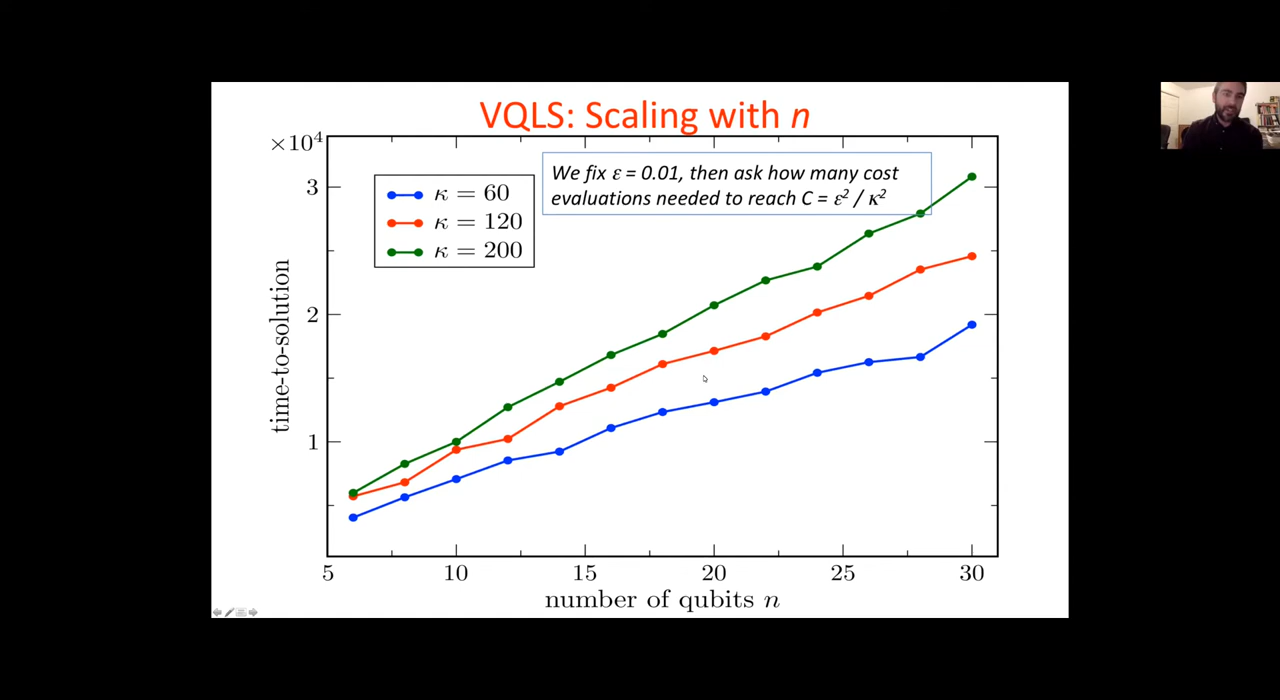 VQLS: Scaling with n
×10⁴
We fix ε = 0.01, then ask how many cost
evaluations needed to reach C = ε² / κ²
κ = 60
κ = 120
κ = 200
3
2
1
time-to-solution
5 10 15 20 25 30
number of qubits n